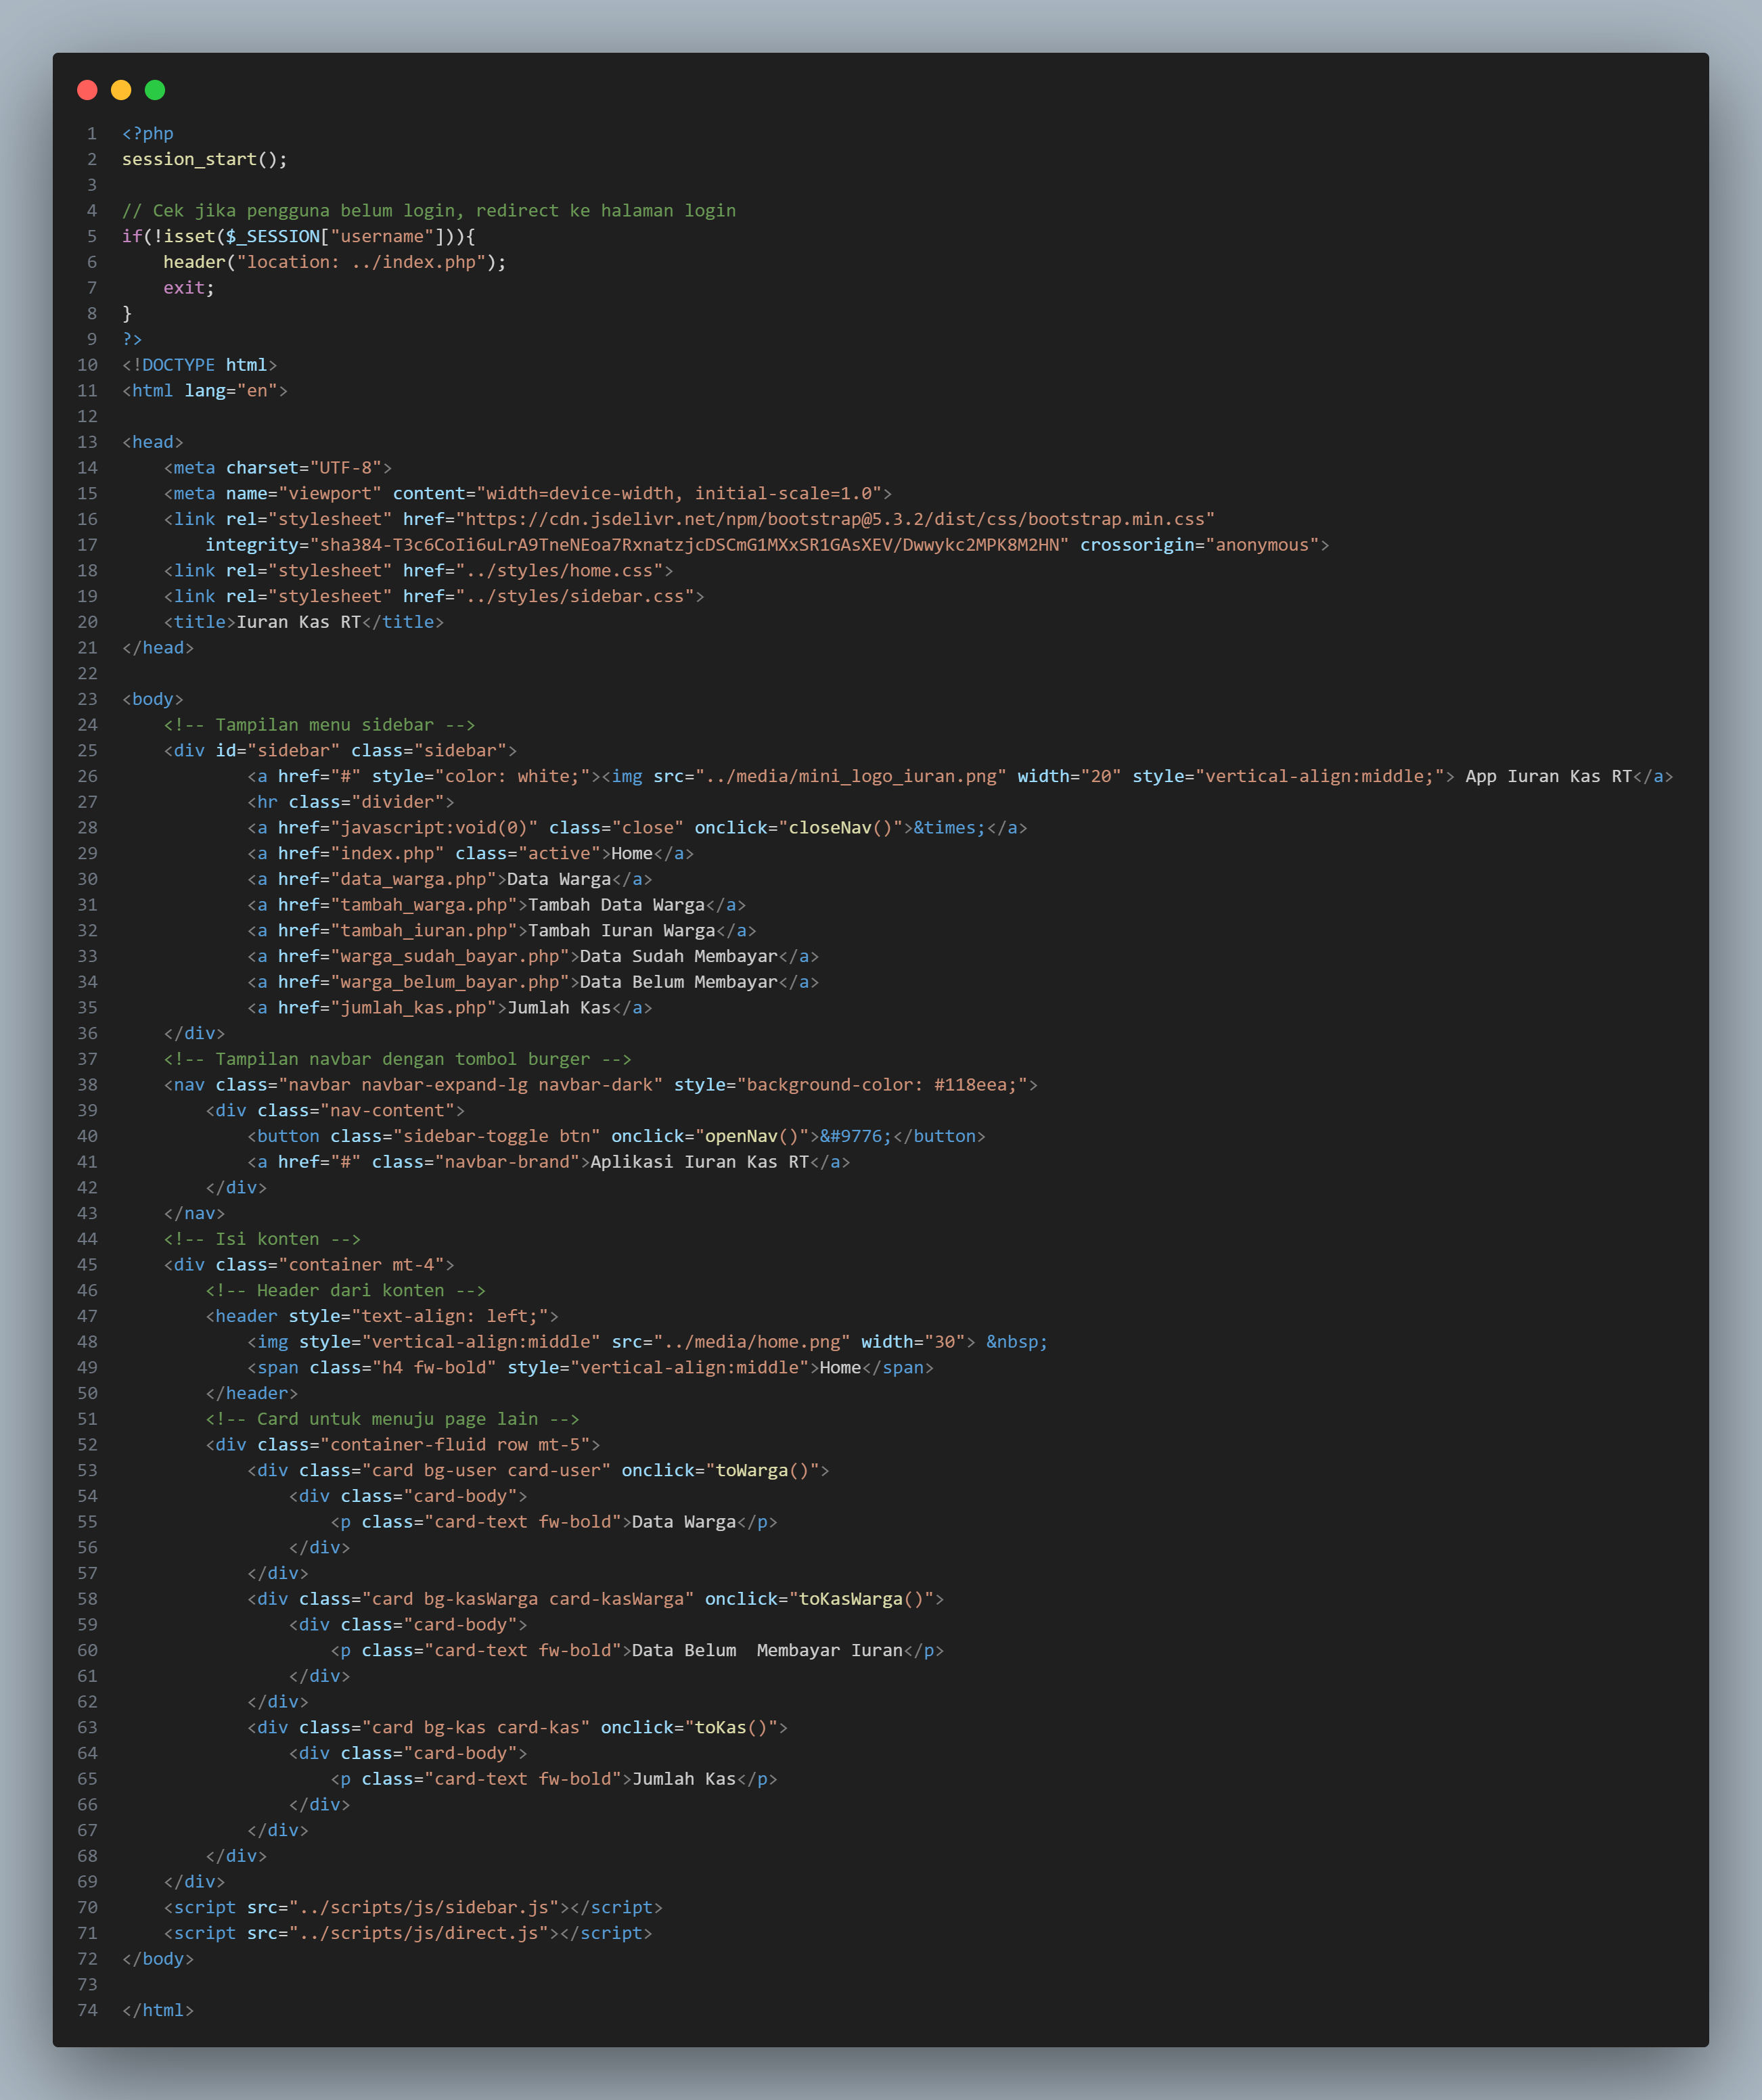 1 <?php
2 session_start();
3
4 // Cek jika pengguna belum login, redirect ke halaman login
5 if(!isset($_SESSION["username"])){
6     header("location: ../index.php");
7     exit;
8 }
9 ?>
10 <!DOCTYPE html>
11 <html lang="en">
12
13 <head>
14     <meta charset="UTF-8">
15     <meta name="viewport" content="width=device-width, initial-scale=1.0">
16     <link rel="stylesheet" href="https://cdn.jsdelivr.net/npm/bootstrap@5.3.2/dist/css/bootstrap.min.css"
17         integrity="sha384-T3c6CoIi6uLrA9TneNEoa7RxnatzjcDSCmG1MXxSR1GAsXEV/Dwwykc2MPK8M2HN" crossorigin="anonymous">
18     <link rel="stylesheet" href="../styles/home.css">
19     <link rel="stylesheet" href="../styles/sidebar.css">
20     <title>Iuran Kas RT</title>
21 </head>
22
23 <body>
24     <!-- Tampilan menu sidebar -->
25     <div id="sidebar" class="sidebar">
26             <a href="#" style="color: white;"><img src="../media/mini_logo_iuran.png" width="20" style="vertical-align:middle;"> App Iuran Kas RT</a>
27             <hr class="divider">
28             <a href="javascript:void(0)" class="close" onclick="closeNav()">&times;</a>
29             <a href="index.php" class="active">Home</a>
30             <a href="data_warga.php">Data Warga</a>
31             <a href="tambah_warga.php">Tambah Data Warga</a>
32             <a href="tambah_iuran.php">Tambah Iuran Warga</a>
33             <a href="warga_sudah_bayar.php">Data Sudah Membayar</a>
34             <a href="warga_belum_bayar.php">Data Belum Membayar</a>
35             <a href="jumlah_kas.php">Jumlah Kas</a>
36     </div>
37     <!-- Tampilan navbar dengan tombol burger -->
38     <nav class="navbar navbar-expand-lg navbar-dark" style="background-color: #118eea;">
39         <div class="nav-content">
40             <button class="sidebar-toggle btn" onclick="openNav()">&#9776;</button>
41             <a href="#" class="navbar-brand">Aplikasi Iuran Kas RT</a>
42         </div>
43     </nav>
44     <!-- Isi konten -->
45     <div class="container mt-4">
46         <!-- Header dari konten -->
47         <header style="text-align: left;">
48             <img style="vertical-align:middle" src="../media/home.png" width="30"> &nbsp;
49             <span class="h4 fw-bold" style="vertical-align:middle">Home</span>
50         </header>
51         <!-- Card untuk menuju page lain -->
52         <div class="container-fluid row mt-5">
53             <div class="card bg-user card-user" onclick="toWarga()">
54                 <div class="card-body">
55                     <p class="card-text fw-bold">Data Warga</p>
56                 </div>
57             </div>
58             <div class="card bg-kasWarga card-kasWarga" onclick="toKasWarga()">
59                 <div class="card-body">
60                     <p class="card-text fw-bold">Data Belum  Membayar Iuran</p>
61                 </div>
62             </div>
63             <div class="card bg-kas card-kas" onclick="toKas()">
64                 <div class="card-body">
65                     <p class="card-text fw-bold">Jumlah Kas</p>
66                 </div>
67             </div>
68         </div>
69     </div>
70     <script src="../scripts/js/sidebar.js"></script>
71     <script src="../scripts/js/direct.js"></script>
72 </body>
73
74 </html>